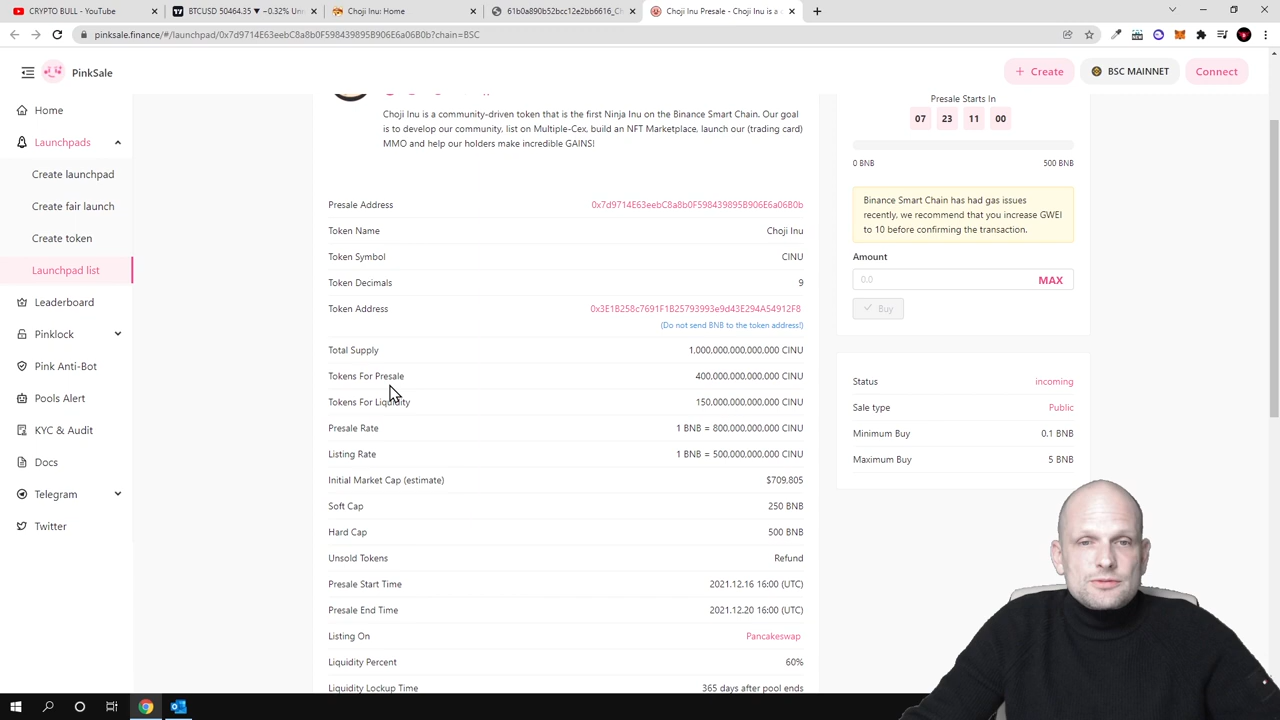 CRYPTO BULL - YouTube
BTCUSD 50464.35 ▼ −0.32% Unn
Choji Inu: Home
61b0a890b52bcc12e2bb6616_Ch
Choji Inu Presale - Choji Inu is a c
pinksale.finance/#/launchpad/0x7d9714E63eebC8a8b0F598439895B906E6a06B0b?chain=BSC
PinkSale
+ Create
BSC MAINNET
Connect
Home
Launchpads
Create launchpad
Create fair launch
Create token
Launchpad list
Leaderboard
Pinklock
Pink Anti-Bot
Pools Alert
KYC & Audit
Docs
Telegram
Twitter
Choji Inu is a community-driven token that is the first Ninja Inu on the Binance Smart Chain. Our goal
is to develop our community, list on Multiple-Cex, build an NFT Marketplace, launch our (trading card)
MMO and help our holders make incredible GAINS!
Presale Address 0x7d9714E63eebC8a8b0F598439895B906E6a06B0b
Token Name Choji Inu
Token Symbol CINU
Token Decimals 9
Token Address 0x3E1B258c7691F1B25793993e9d43E294A54912F8
(Do not send BNB to the token address!)
Total Supply 1,000,000,000,000,000 CINU
Tokens For Presale 400,000,000,000,000 CINU
Tokens For Liquidity 150,000,000,000,000 CINU
Presale Rate 1 BNB = 800,000,000,000 CINU
Listing Rate 1 BNB = 500,000,000,000 CINU
Initial Market Cap (estimate) $709,805
Soft Cap 250 BNB
Hard Cap 500 BNB
Unsold Tokens Refund
Presale Start Time 2021.12.16 16:00 (UTC)
Presale End Time 2021.12.20 16:00 (UTC)
Listing On Pancakeswap
Liquidity Percent 60%
Liquidity Lockup Time 365 days after pool ends
Presale Starts In
07 23 11 00
0 BNB 500 BNB
Binance Smart Chain has had gas issues
recently, we recommend that you increase GWEI
to 10 before confirming the transaction.
Amount
0.0 MAX
Buy
Status incoming
Sale type Public
Minimum Buy 0.1 BNB
Maximum Buy 5 BNB